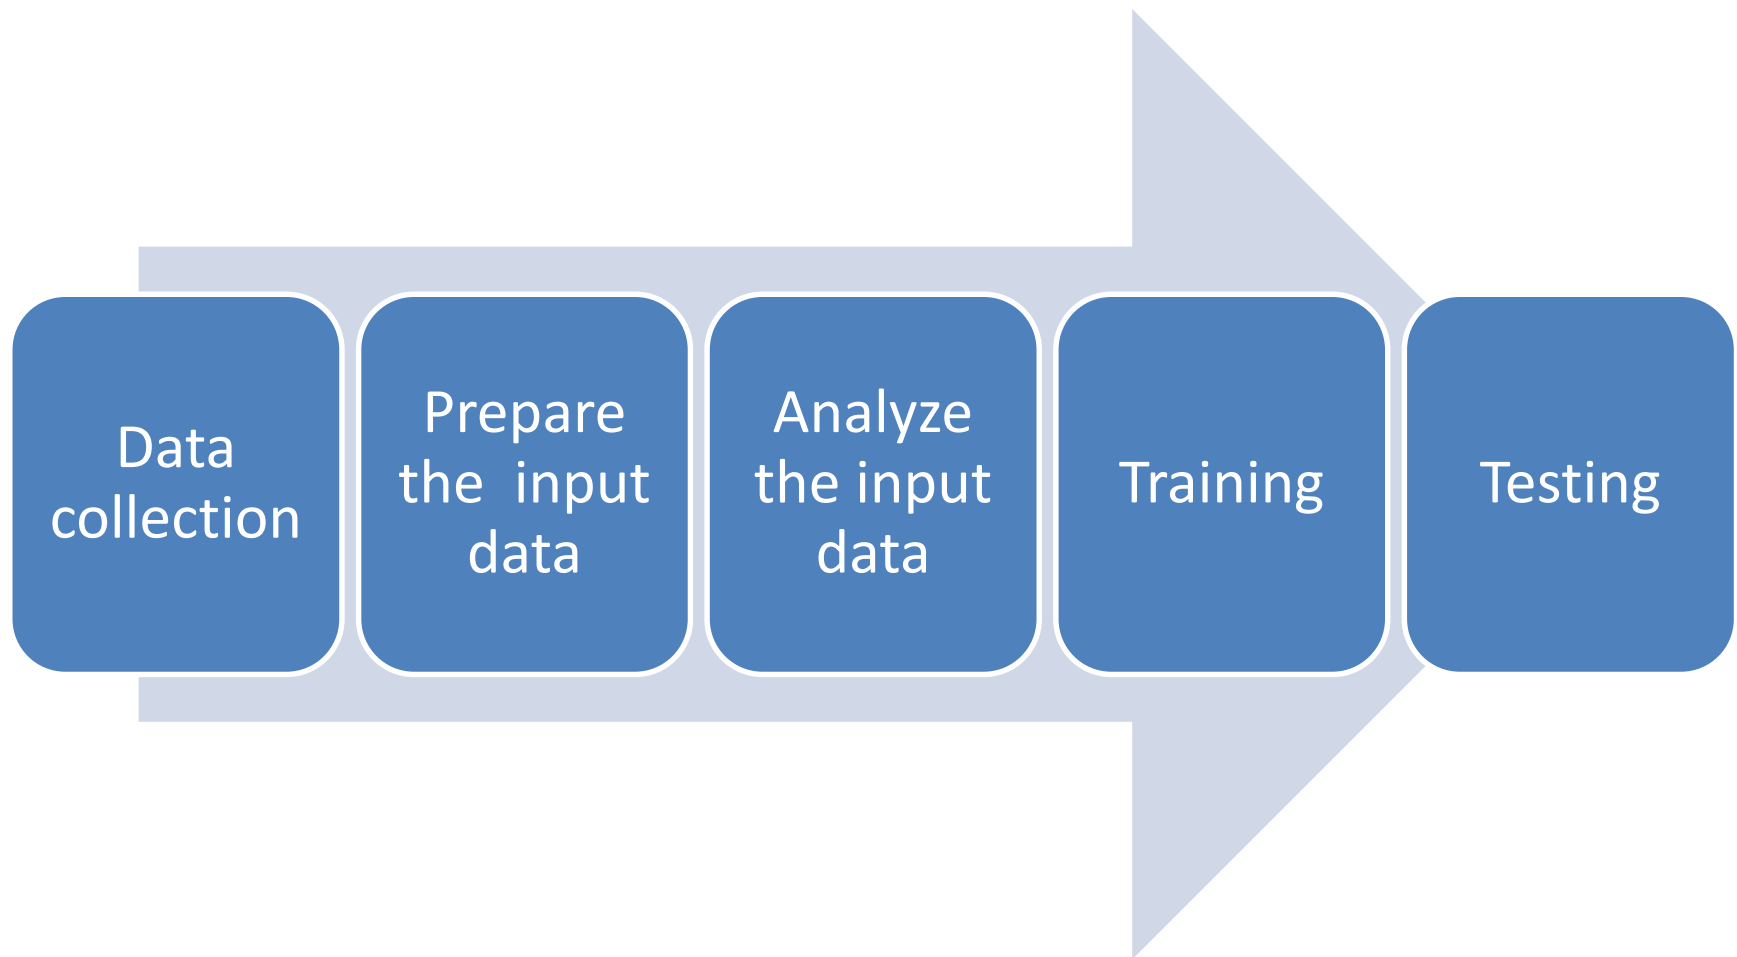 Data
collection
Prepare
the  input
data
Analyze
the input
data
Training
Testing